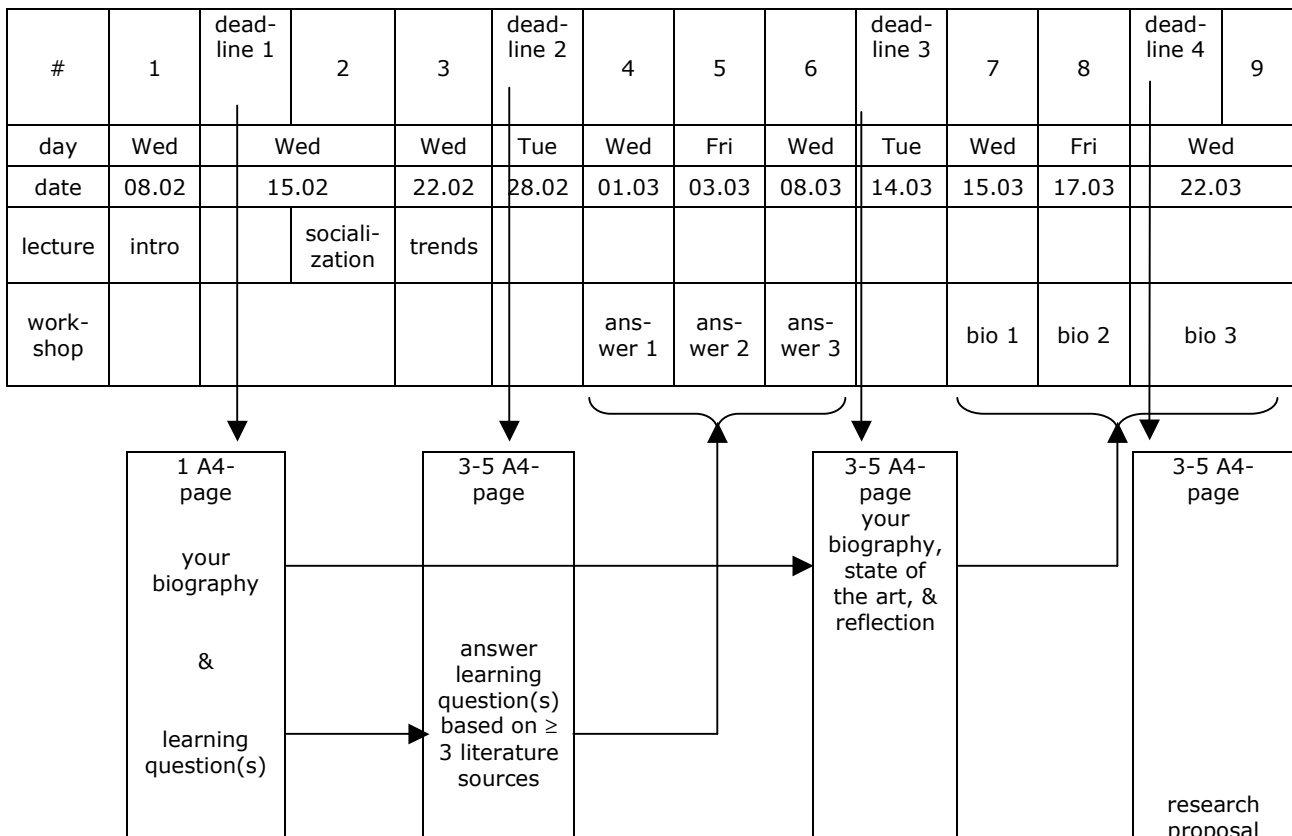 # 1 dead- 2 3 dead- 4 5 6 dead- 7 8 dead- 9
line 1 line 2 line 3 line 4
day Wed Wed Wed Tue Wed Fri Wed Tue Wed Fri Wed
date 08.02 15.02 22.02 28.02 01.03 03.03 08.03 14.03 15.03 17.03 22.03
lecture intro sociali- trends
zation
work- ans- ans- ans- bio 1 bio 2 bio 3
shop wer 1 wer 2 wer 3
1 A4-
page
your
biography
&
learning
question(s)
3-5 A4-
page
answer
learning
question(s)
based on ≥
3 literature
sources
3-5 A4-
page
your
biography,
state of
the art, &
reflection
3-5 A4-
page
research
proposal